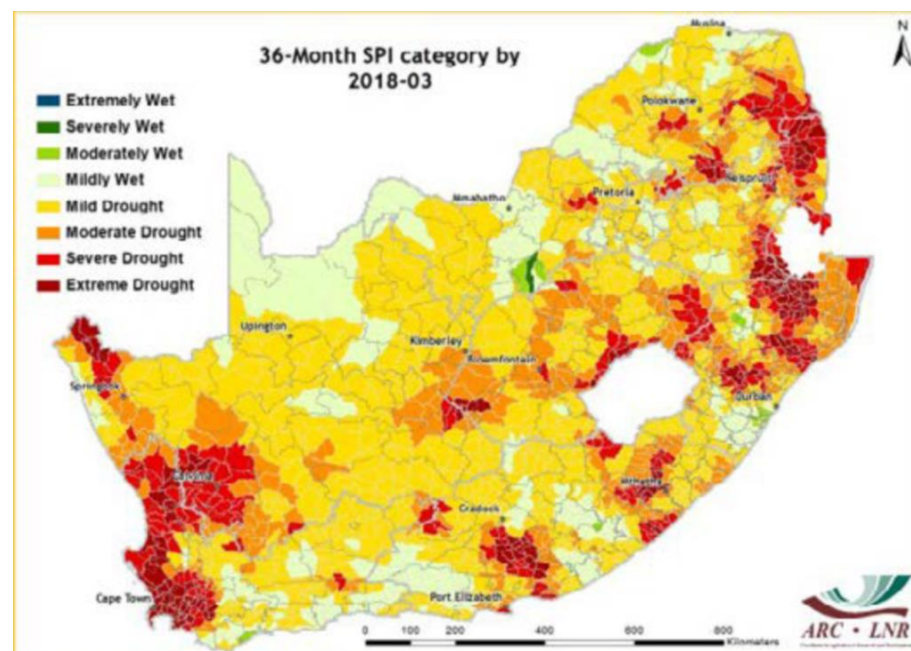 Musina
N
36-Month SPI category by
2018-03
Extremely Wet
Severely Wet
Moderately Wet
Mildly Wet
Mild Drought
Moderate Drought
Severe Drought
Extreme Drought
Polokwane
Nelspruit
Pretoria
Mmabatho
Upington
Kimberley
Bloemfontein
Springbok
Durban
Calvinia
Mthatha
Cradock
Cape Town
Port Elizabeth
0 100 200 400 600 800
Kilometers
ARC • LNR